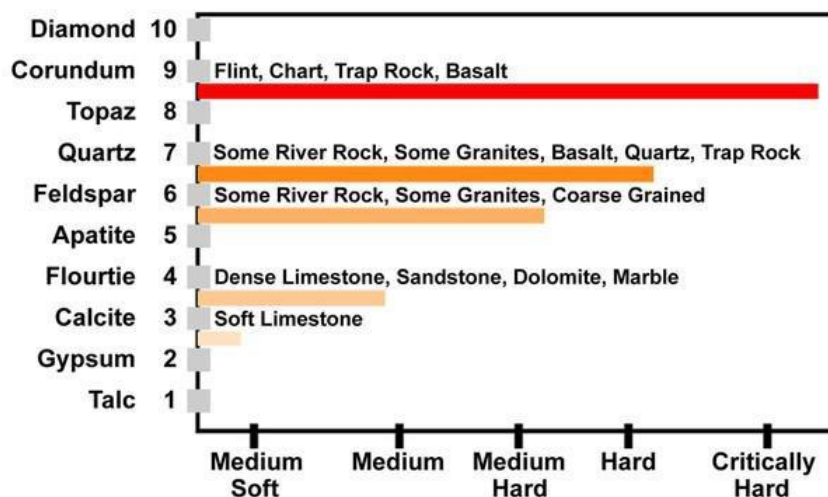 Diamond 10
Corundum 9 Flint, Chart, Trap Rock, Basalt
Topaz 8
Quartz 7 Some River Rock, Some Granites, Basalt, Quartz, Trap Rock
Feldspar 6 Some River Rock, Some Granites, Coarse Grained
Apatite 5
Flourtie 4 Dense Limestone, Sandstone, Dolomite, Marble
Calcite 3 Soft Limestone
Gypsum 2
Talc 1
Medium Soft
Medium
Medium Hard
Hard
Critically Hard